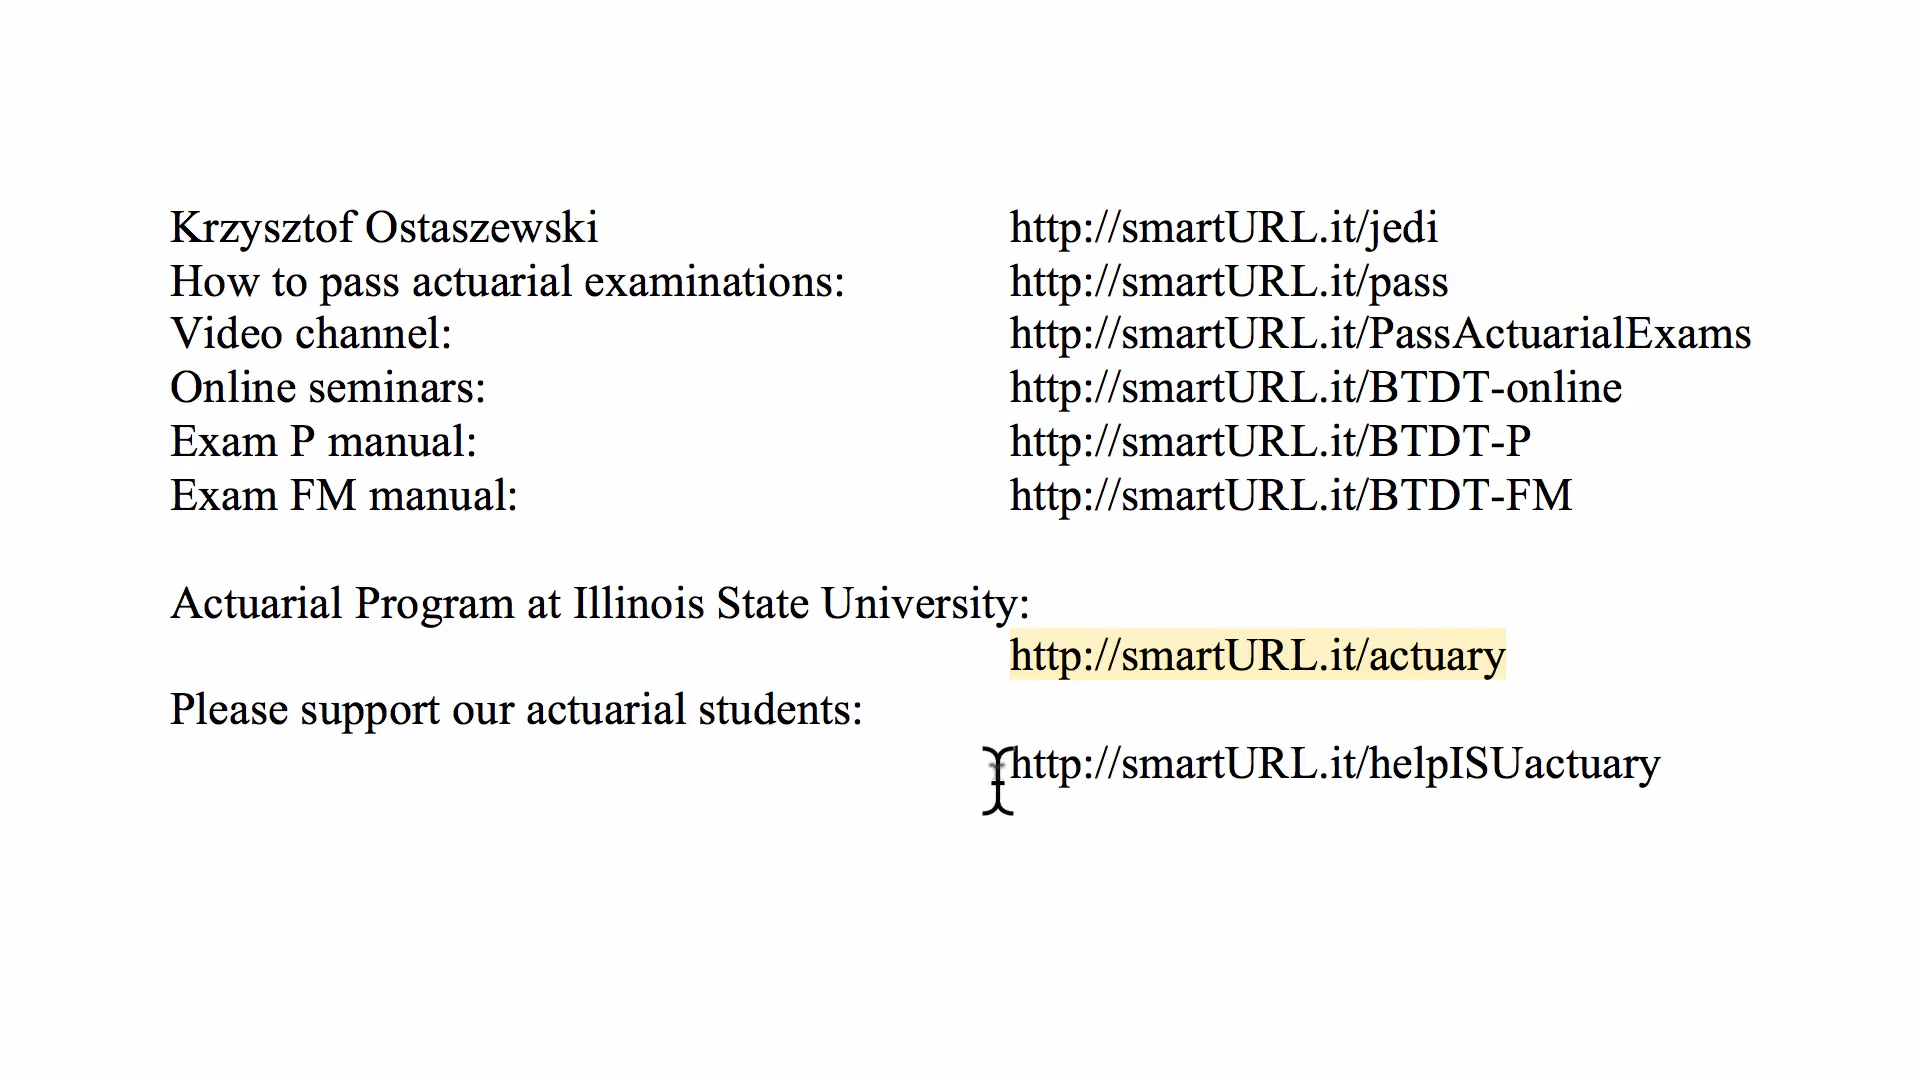 Krzysztof Ostaszewski http://smartURL.it/jedi
How to pass actuarial examinations: http://smartURL.it/pass
Video channel: http://smartURL.it/PassActuarialExams
Online seminars: http://smartURL.it/BTDT-online
Exam P manual: http://smartURL.it/BTDT-P
Exam FM manual: http://smartURL.it/BTDT-FM
Actuarial Program at Illinois State University:
http://smartURL.it/actuary
Please support our actuarial students:
http://smartURL.it/helpISUactuary